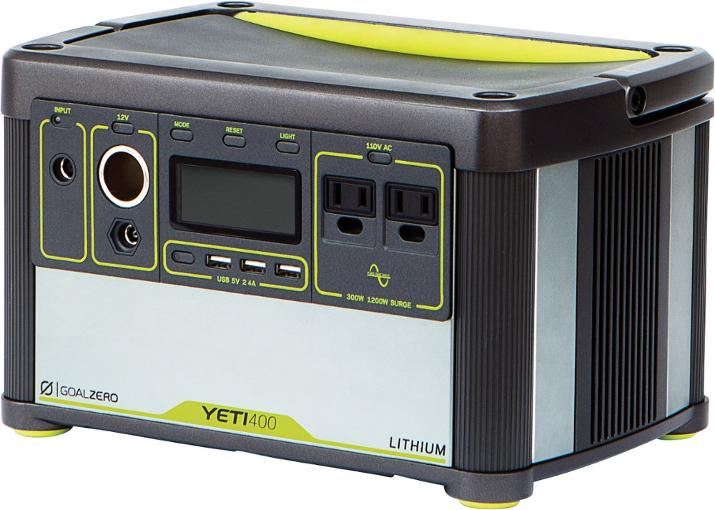 INPUT
12V
MODE
RESET
LIGHT
110V AC
USB 5V 2.4A
300W 1200W SURGE
GOALZERO
YETI400
LITHIUM